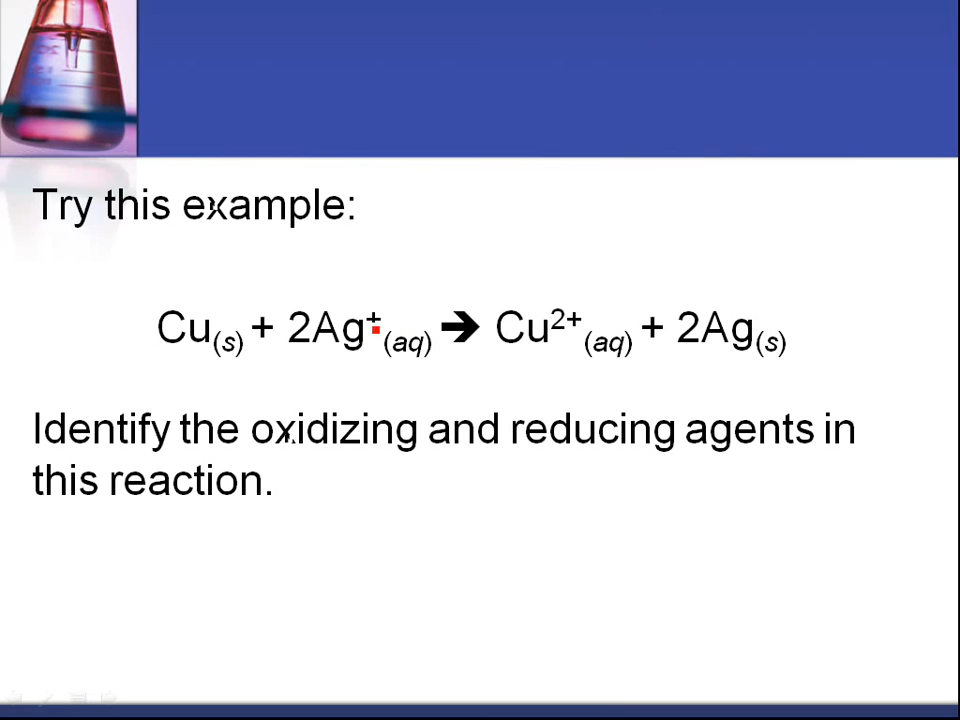 Try this example:
Cu(s) + 2Ag⁺(aq) → Cu²⁺(aq) + 2Ag(s)
Identify the oxidizing and reducing agents in
this reaction.